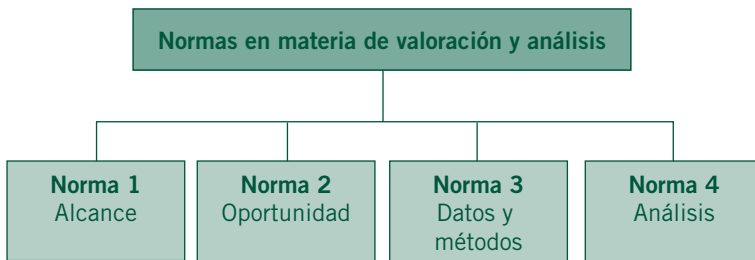 Normas en materia de valoración y análisis
Norma 1
Alcance
Norma 2
Oportunidad
Norma 3
Datos y
métodos
Norma 4
Análisis